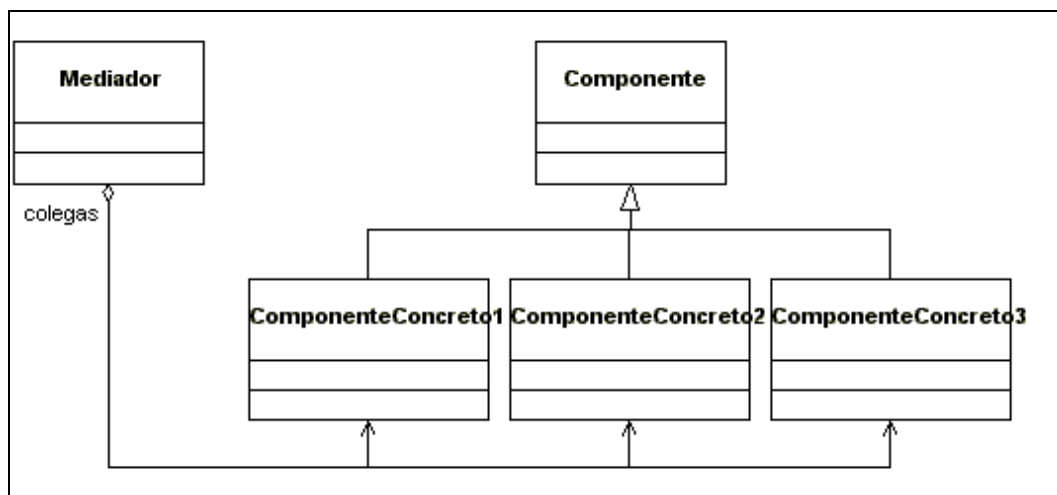 Mediador
Componente
colegas
ComponenteConcreto1
ComponenteConcreto2
ComponenteConcreto3